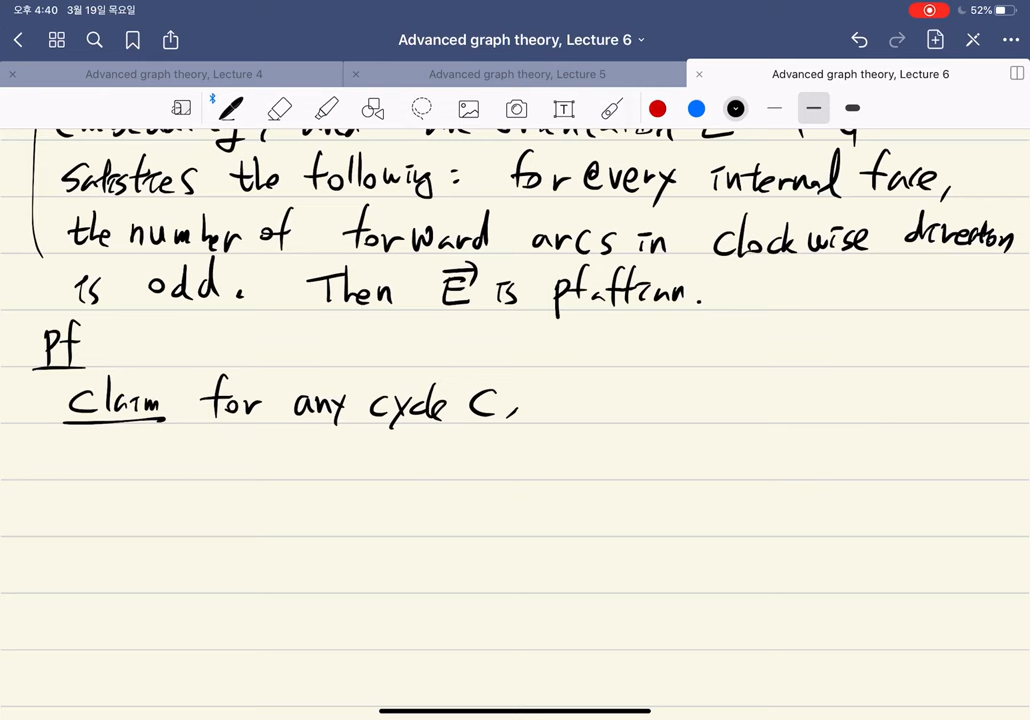 오후 4:40 3월 19일 목요일
52%
Advanced graph theory, Lecture 6
Advanced graph theory, Lecture 4
Advanced graph theory, Lecture 5
Advanced graph theory, Lecture 6
satisfies the following: for every internal face,
the number of forward arcs in clockwise direction
is odd. Then E is pfaffian.
pf
Claim for any cycle C,